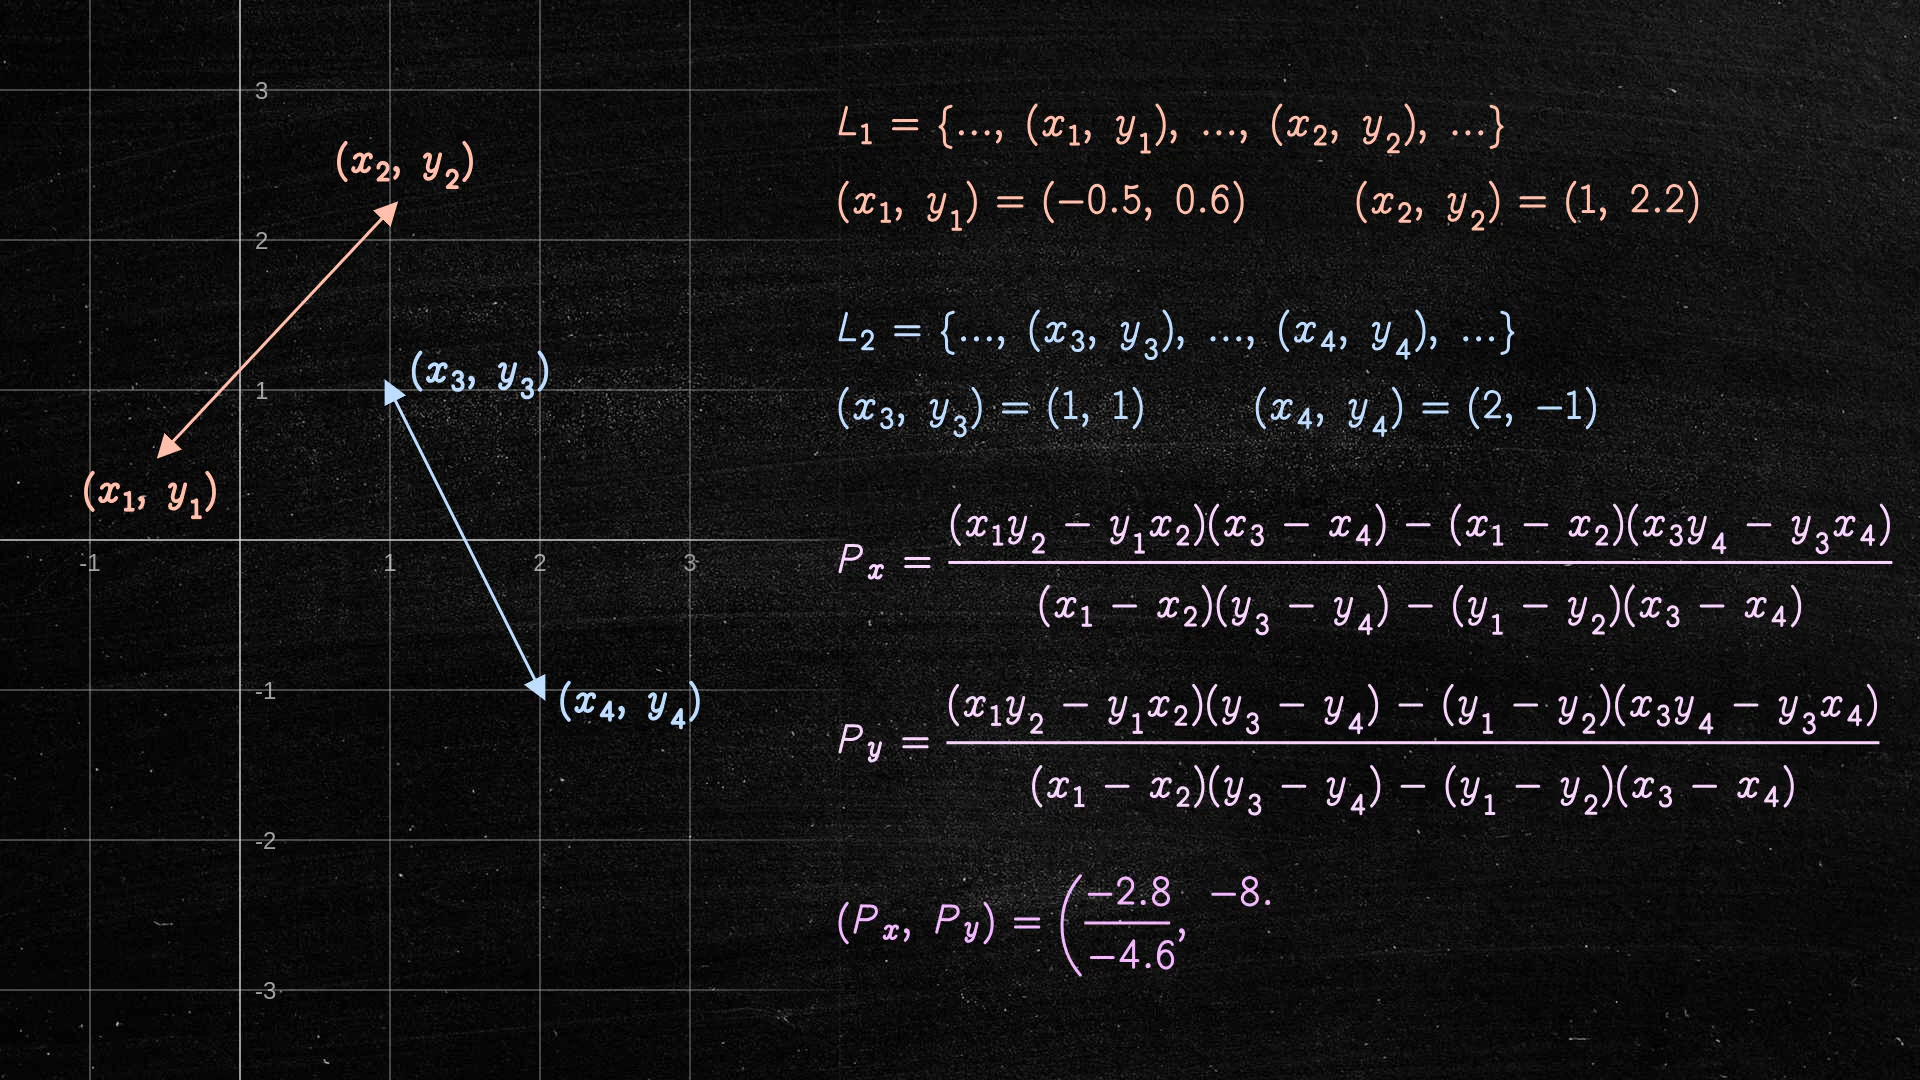 3
(x₂, y₂)
2
(x₃, y₃)
1
(x₁, y₁)
-1 1 2 3
-1
(x₄, y₄)
-2
-3
L₁ = {..., (x₁, y₁), ..., (x₂, y₂), ...}
(x₁, y₁) = (−0.5, 0.6) (x₂, y₂) = (1, 2.2)
L₂ = {..., (x₃, y₃), ..., (x₄, y₄), ...}
(x₃, y₃) = (1, 1) (x₄, y₄) = (2, −1)
(x₁y₂ − y₁x₂)(x₃ − x₄) − (x₁ − x₂)(x₃y₄ − y₃x₄)
Pₓ =
(x₁ − x₂)(y₃ − y₄) − (y₁ − y₂)(x₃ − x₄)
(x₁y₂ − y₁x₂)(y₃ − y₄) − (y₁ − y₂)(x₃y₄ − y₃x₄)
P_y =
(x₁ − x₂)(y₃ − y₄) − (y₁ − y₂)(x₃ − x₄)
−2.8 −8.
(Pₓ, P_y) = ( ,
−4.6